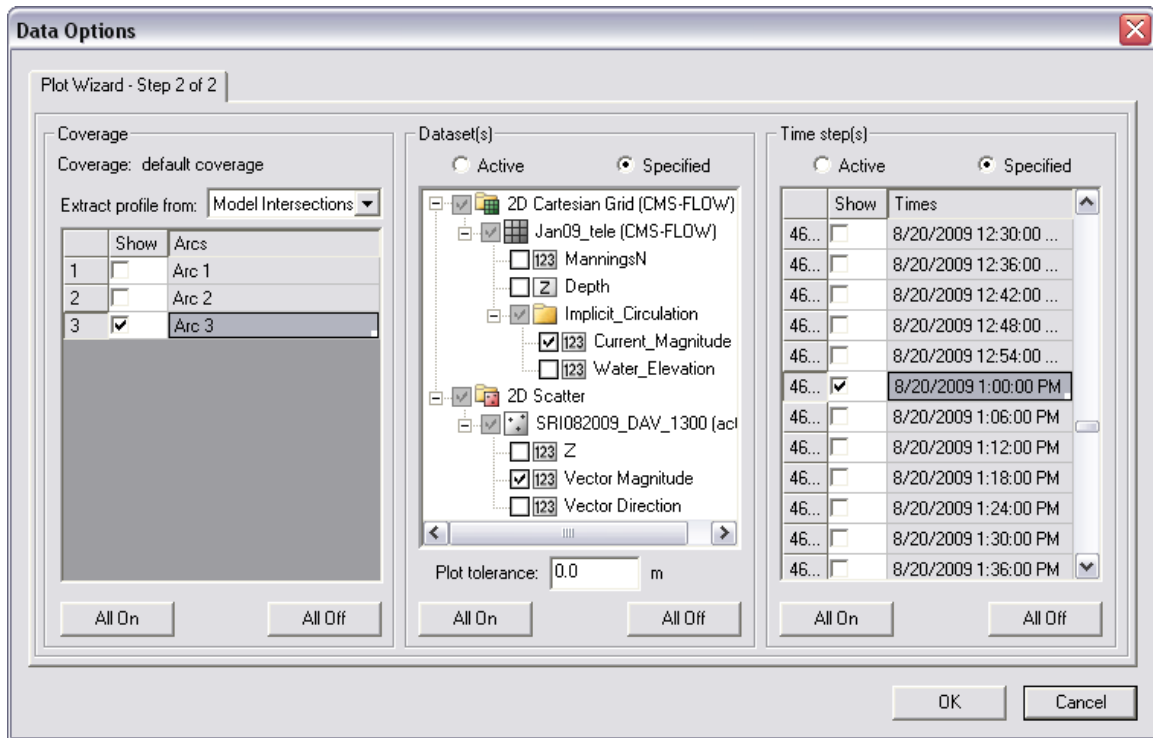 Data Options
Plot Wizard - Step 2 of 2
Coverage
Coverage: default coverage
Extract profile from: Model Intersections
Show Arcs
1 Arc 1
2 Arc 2
3 Arc 3
All On All Off
Dataset(s)
Active Specified
2D Cartesian Grid (CMS-FLOW)
Jan09_tele (CMS-FLOW)
123 ManningsN
Z Depth
Implicit_Circulation
123 Current_Magnitude
123 Water_Elevation
2D Scatter
SRI082009_DAV_1300 (act
123 Z
123 Vector Magnitude
123 Vector Direction
Plot tolerance: 0.0 m
All On All Off
Time step(s)
Active Specified
Show Times
46... 8/20/2009 12:30:00 ...
46... 8/20/2009 12:36:00 ...
46... 8/20/2009 12:42:00 ...
46... 8/20/2009 12:48:00 ...
46... 8/20/2009 12:54:00 ...
46... 8/20/2009 1:00:00 PM
46... 8/20/2009 1:06:00 PM
46... 8/20/2009 1:12:00 PM
46... 8/20/2009 1:18:00 PM
46... 8/20/2009 1:24:00 PM
46... 8/20/2009 1:30:00 PM
46... 8/20/2009 1:36:00 PM
All On All Off
OK Cancel